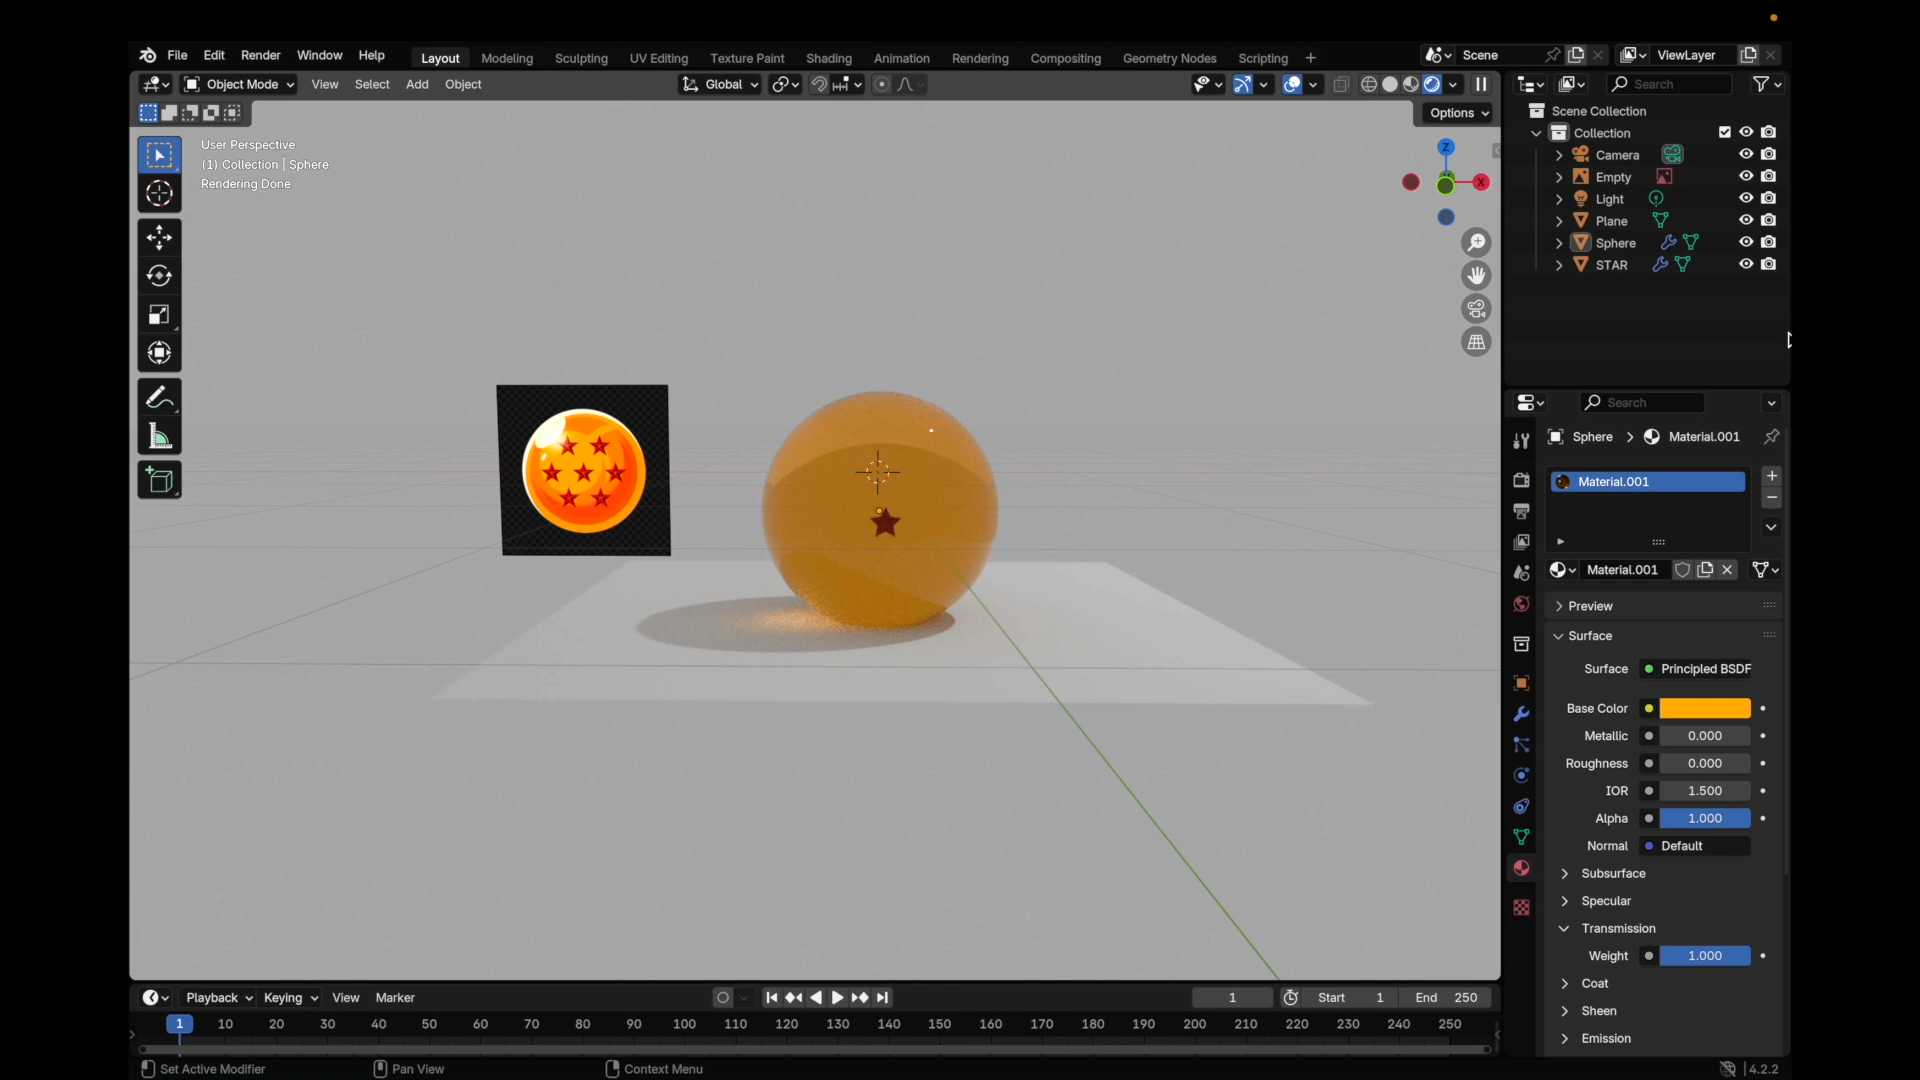 File Edit Render Window Help
Layout Modeling Sculpting UV Editing Texture Paint Shading Animation Rendering Compositing Geometry Nodes Scripting +
Scene
ViewLayer
Object Mode View Select Add Object
Global
Search
Options
User Perspective
(1) Collection | Sphere
Rendering Done
Z
X
Scene Collection
Collection
Camera
Empty
Light
Plane
Sphere
STAR
Search
Sphere > Material.001
Material.001
Material.001
Preview
Surface
Surface Principled BSDF
Base Color
Metallic 0.000
Roughness 0.000
IOR 1.500
Alpha 1.000
Normal Default
Subsurface
Specular
Transmission
Weight 1.000
Coat
Sheen
Emission
Playback Keying View Marker
1 Start 1 End 250
1 10 20 30 40 50 60 70 80 90 100 110 120 130 140 150 160 170 180 190 200 210 220 230 240 250
Set Active Modifier Pan View Context Menu
4.2.2